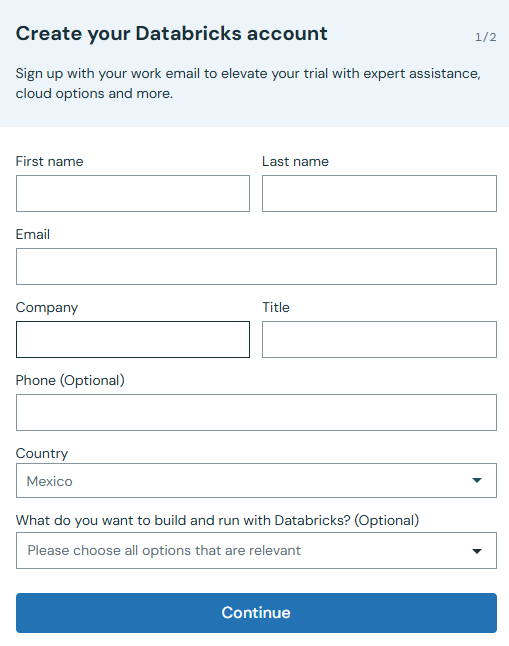 Create your Databricks account
1/2
Sign up with your work email to elevate your trial with expert assistance,
cloud options and more.
First name
Last name
Email
Company
Title
Phone (Optional)
Country
Mexico
What do you want to build and run with Databricks? (Optional)
Please choose all options that are relevant
Continue